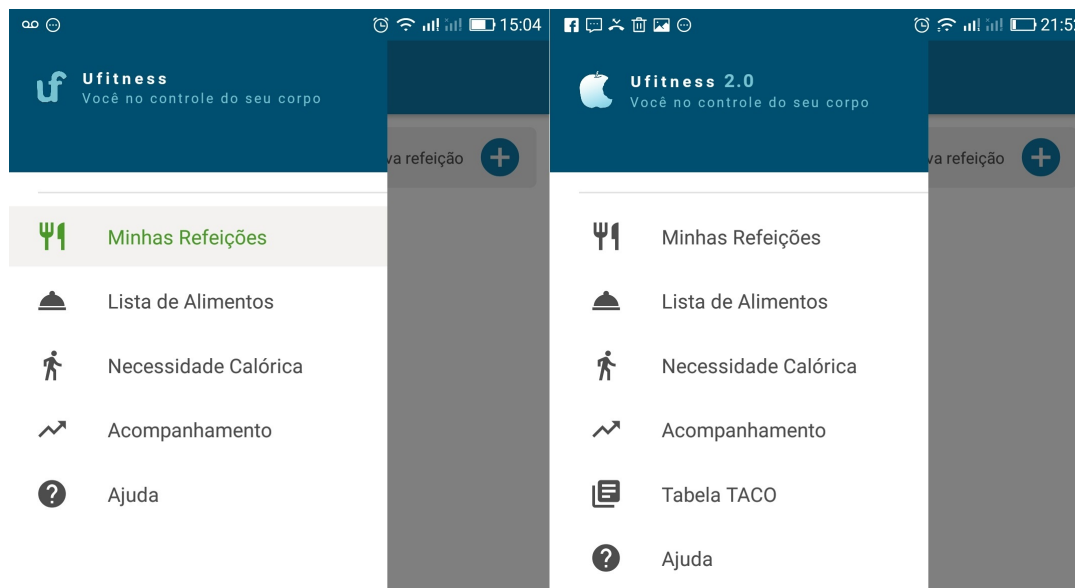 15:04
uf
Ufitness
Você no controle do seu corpo
va refeição
Minhas Refeições
Lista de Alimentos
Necessidade Calórica
Acompanhamento
Ajuda
21:52
Ufitness 2.0
Você no controle do seu corpo
va refeição
Minhas Refeições
Lista de Alimentos
Necessidade Calórica
Acompanhamento
Tabela TACO
Ajuda